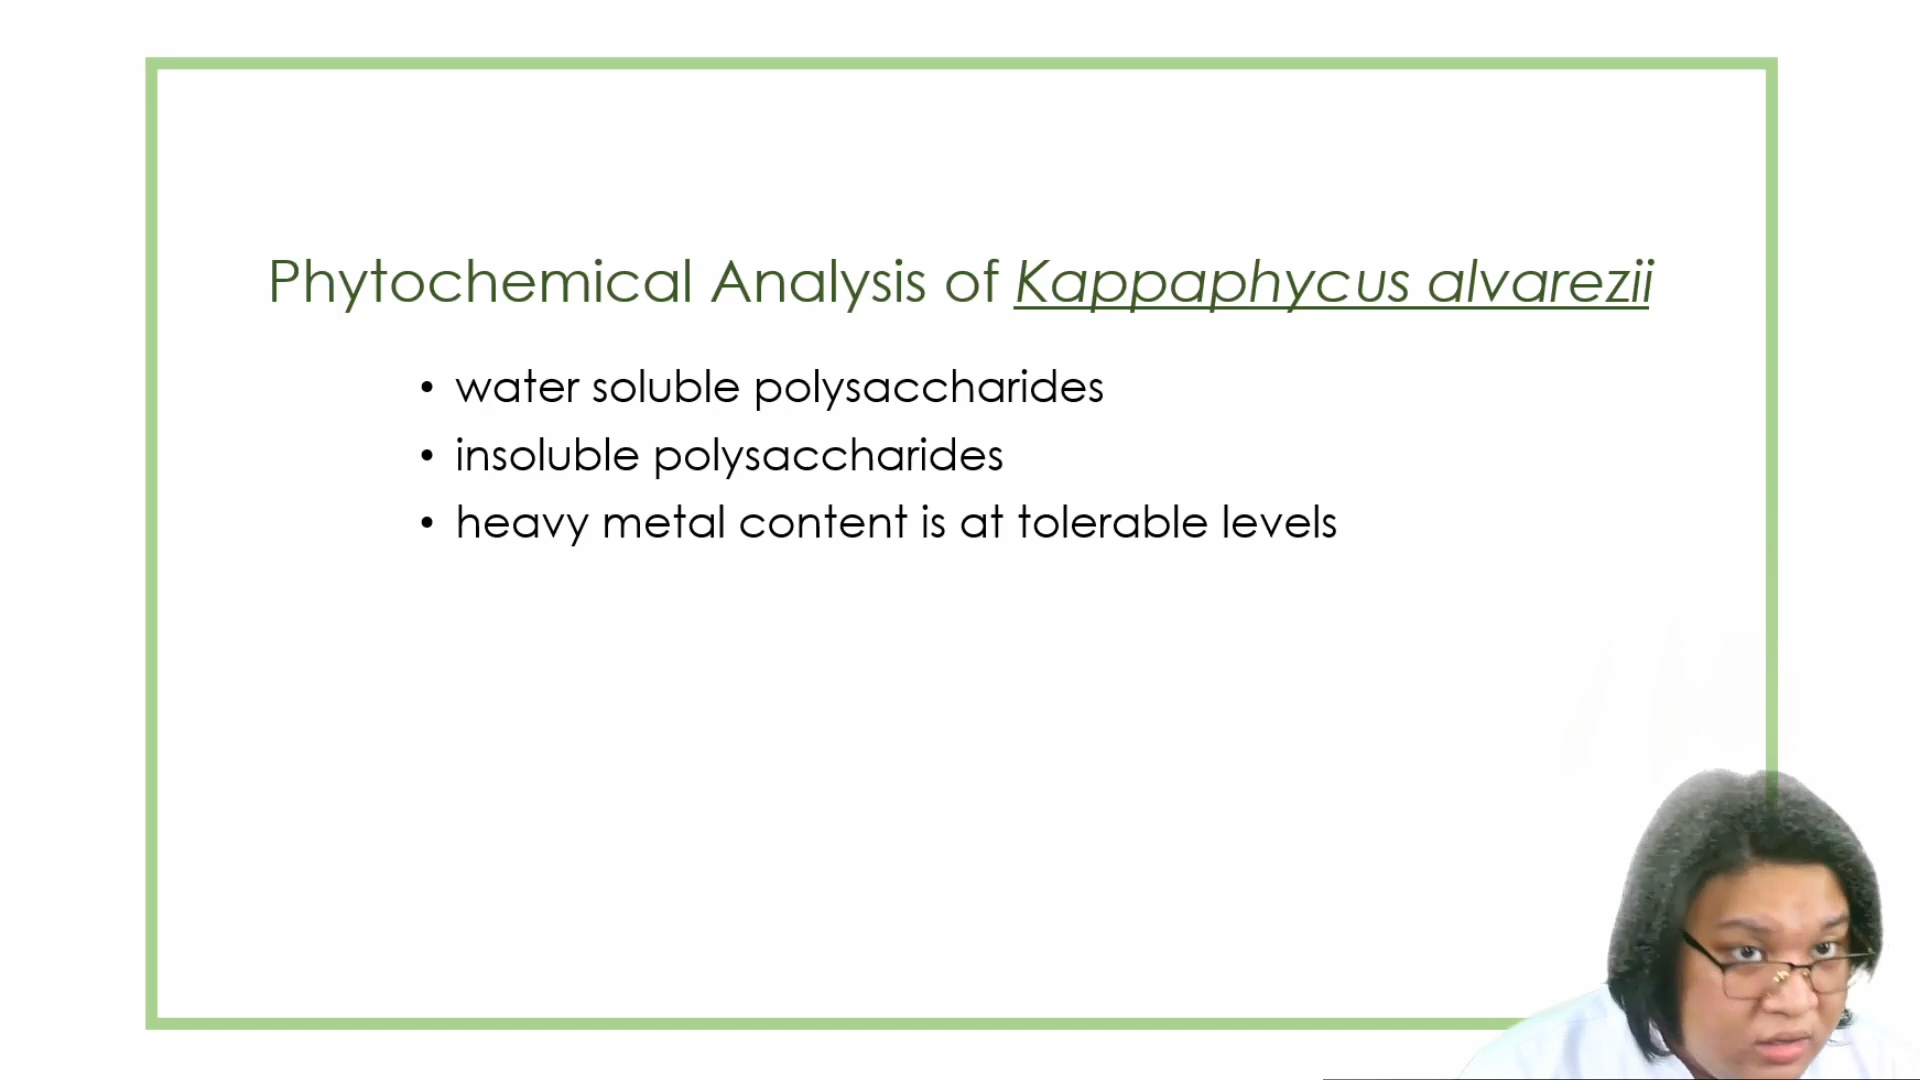 Phytochemical Analysis of Kappaphycus alvarezii
• water soluble polysaccharides
• insoluble polysaccharides
• heavy metal content is at tolerable levels